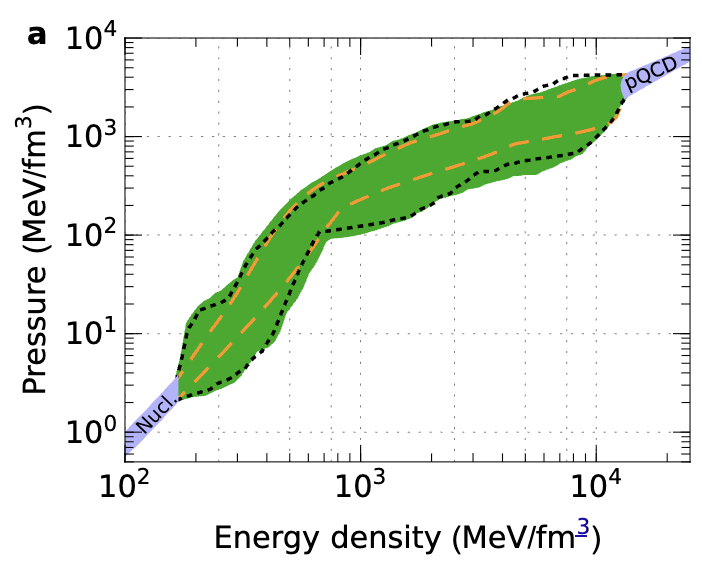 a
10⁴
10³
10²
10¹
10⁰
Pressure (MeV/fm³)
Nucl.
pQCD
10² 10³ 10⁴
Energy density (MeV/fm³)